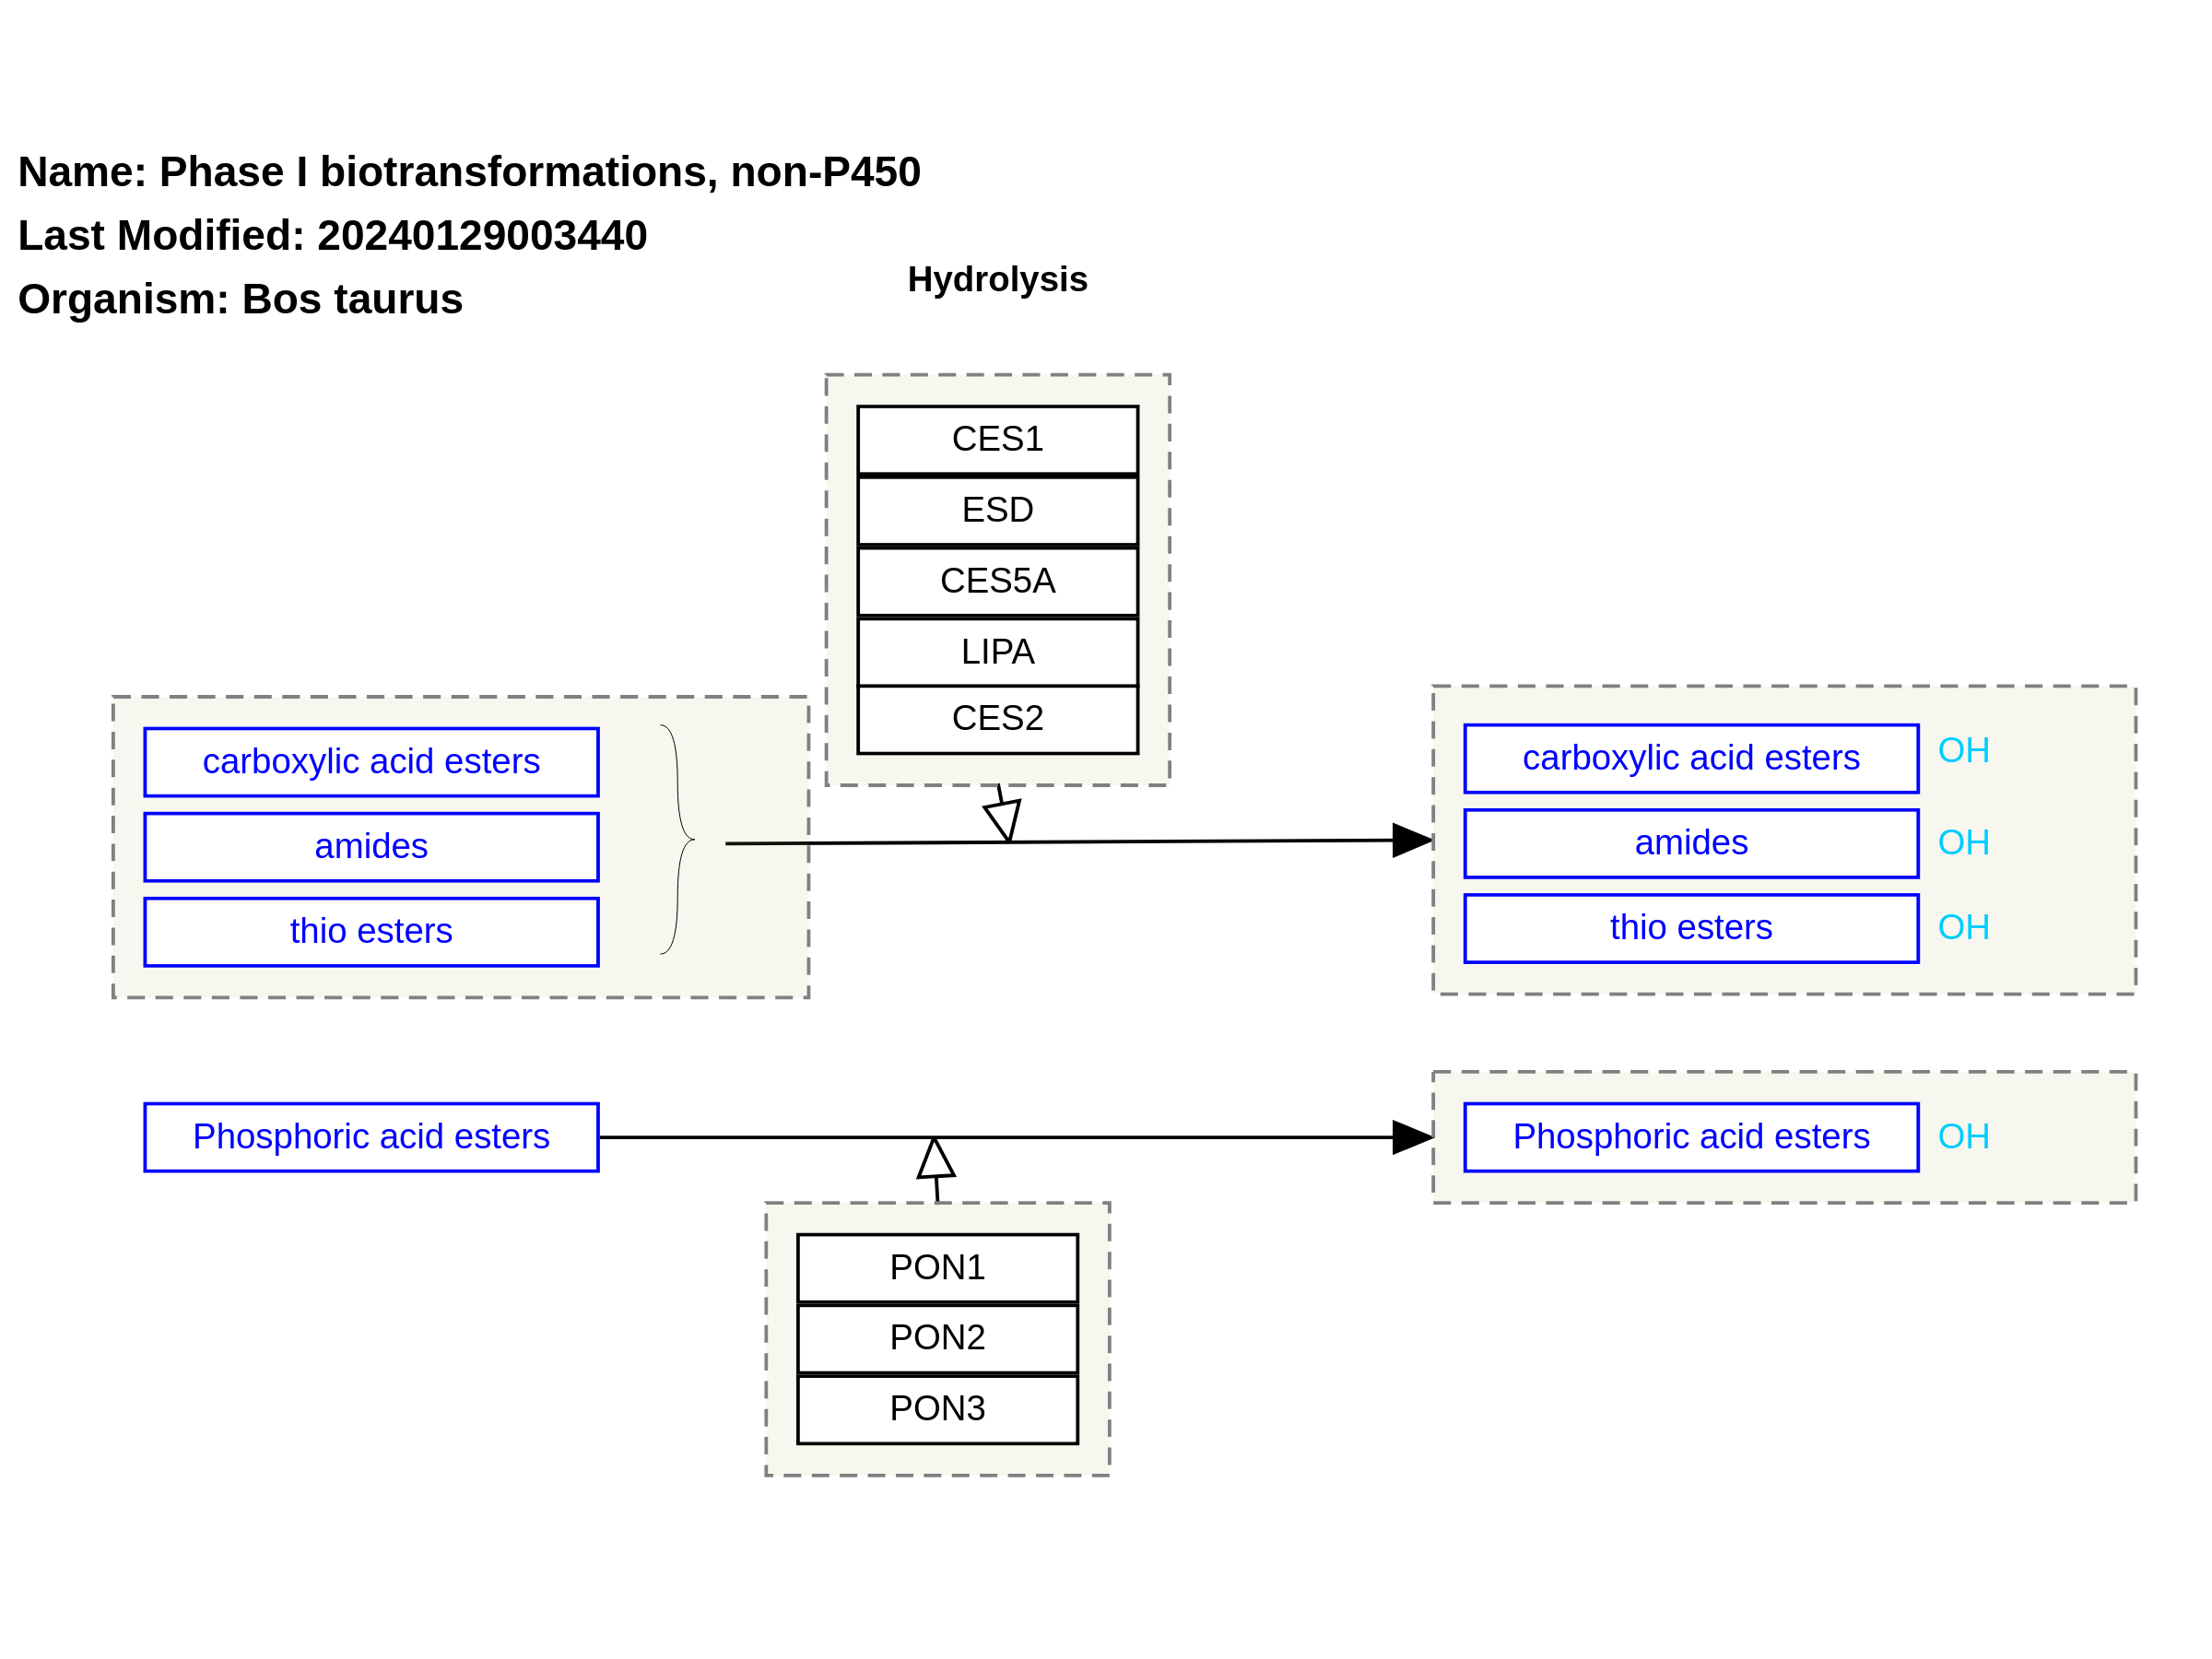 Name: Phase I biotransformations, non-P450
Last Modified: 20240129003440
Organism: Bos taurus
Hydrolysis
CES1
ESD
CES5A
LIPA
CES2
carboxylic acid esters
amides
thio esters
carboxylic acid esters OH
amides OH
thio esters OH
Phosphoric acid esters
Phosphoric acid esters OH
PON1
PON2
PON3